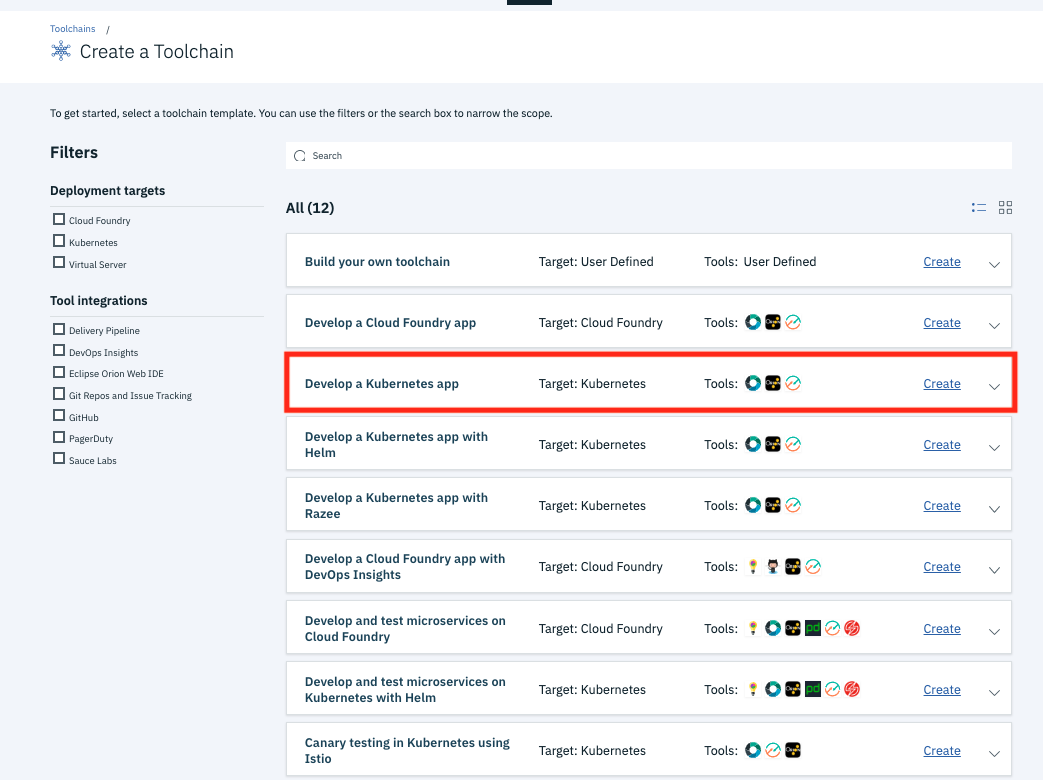 Toolchains /
Create a Toolchain
To get started, select a toolchain template. You can use the filters or the search box to narrow the scope.
Filters
Deployment targets
Cloud Foundry
Kubernetes
Virtual Server
Tool integrations
Delivery Pipeline
DevOps Insights
Eclipse Orion Web IDE
Git Repos and Issue Tracking
GitHub
PagerDuty
Sauce Labs
Search
All (12)
Build your own toolchain Target: User Defined Tools: User Defined Create
Develop a Cloud Foundry app Target: Cloud Foundry Tools: Create
Develop a Kubernetes app Target: Kubernetes Tools: Create
Develop a Kubernetes app with
Helm
Target: Kubernetes Tools: Create
Develop a Kubernetes app with
Razee
Target: Kubernetes Tools: Create
Develop a Cloud Foundry app with
DevOps Insights
Target: Cloud Foundry Tools: Create
Develop and test microservices on
Cloud Foundry
Target: Cloud Foundry Tools: pd Create
Develop and test microservices on
Kubernetes with Helm
Target: Kubernetes Tools: pd Create
Canary testing in Kubernetes using
Istio
Target: Kubernetes Tools: Create